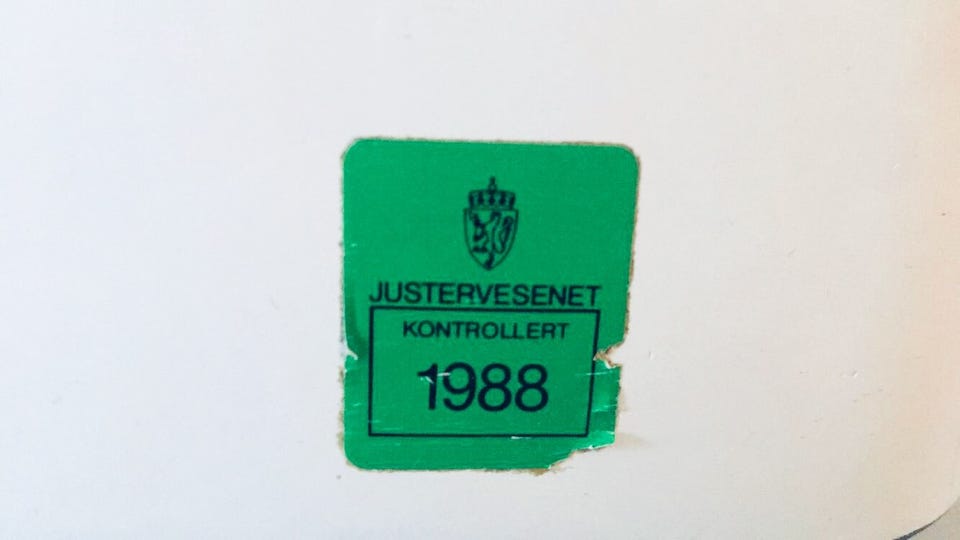 JUSTERVESENET
KONTROLLERT
1988